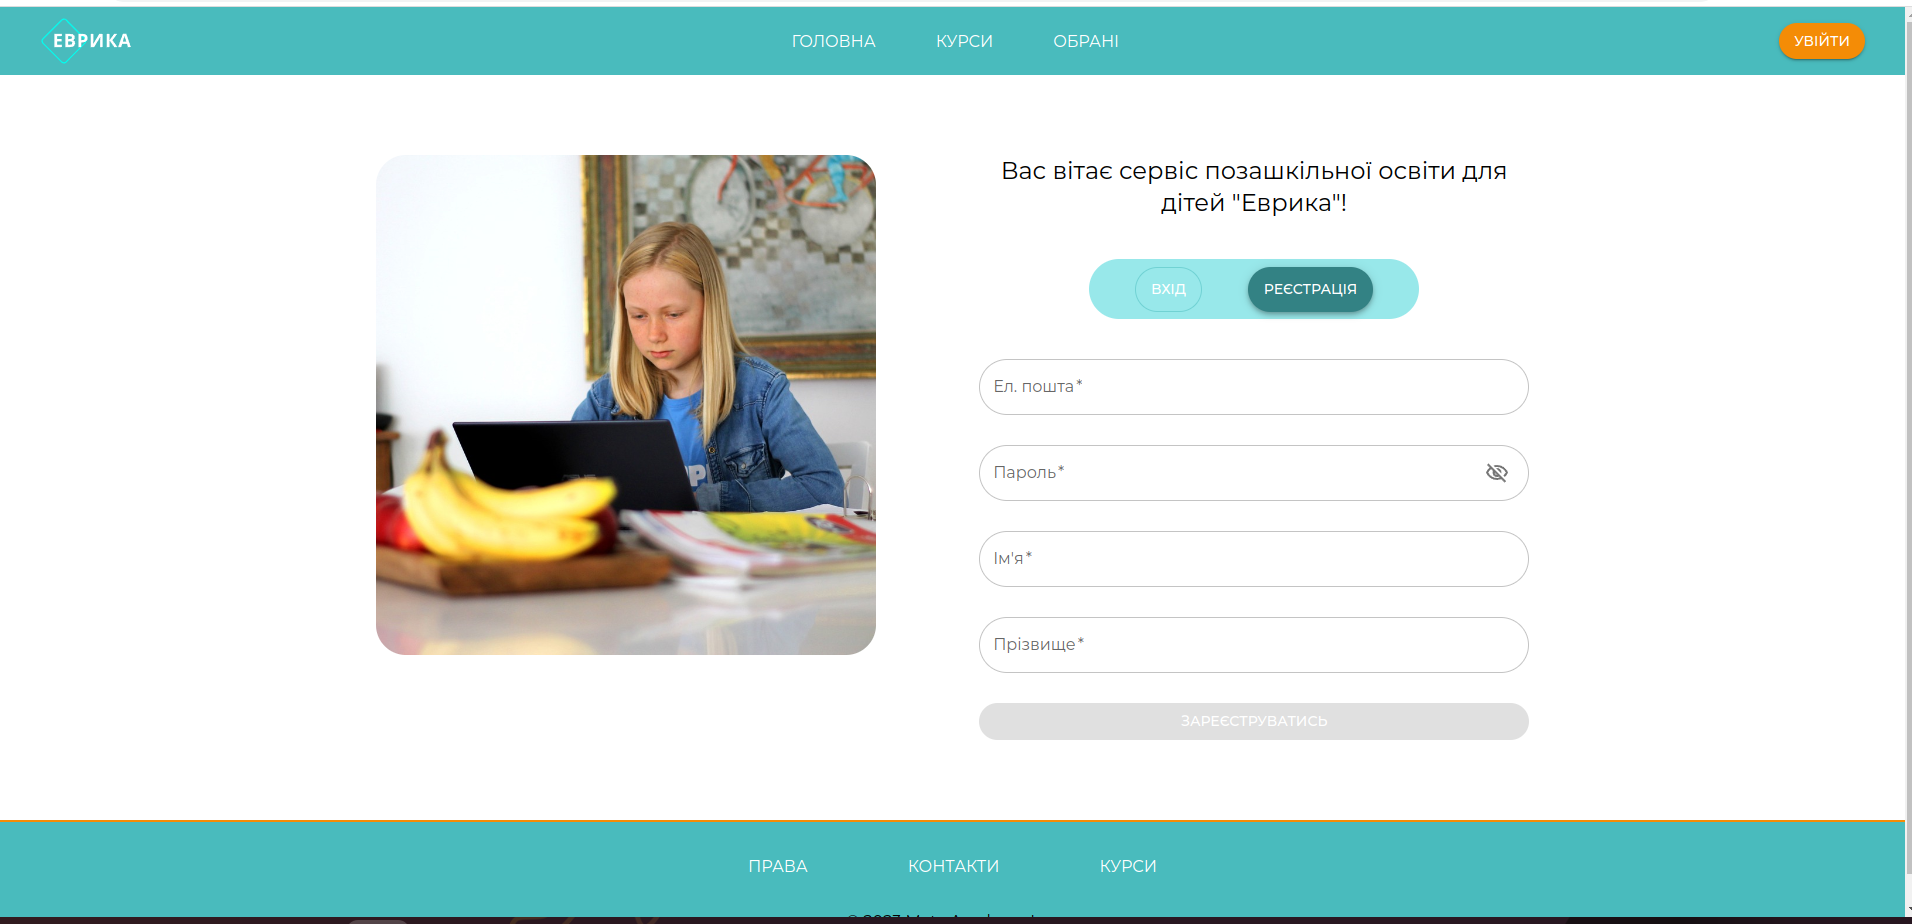 ЕВРИКА
ГОЛОВНА КУРСИ ОБРАНІ
УВІЙТИ
Вас вітає сервіс позашкільної освіти для
дітей "Еврика"!
ВХІД РЕЄСТРАЦІЯ
Ел. пошта*
Пароль*
Ім'я*
Прізвище*
ЗАРЕЄСТРУВАТИСЬ
ПРАВА КОНТАКТИ КУРСИ